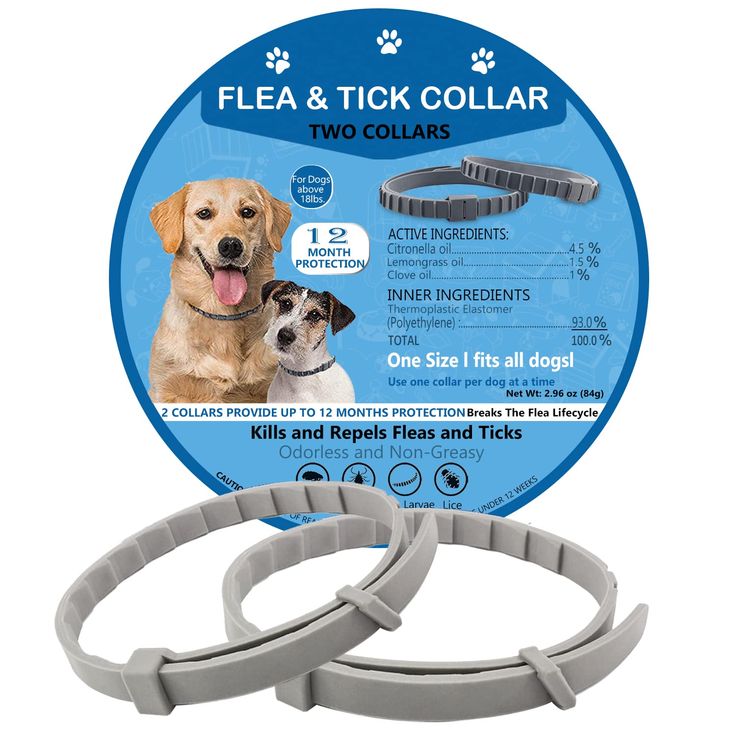 FLEA & TICK COLLAR
TWO COLLARS
For Dogs
above
18lbs.
12
MONTH
PROTECTION
ACTIVE INGREDIENTS:
Citronella oil...............................4.5 %
Lemongrass oil..........................1.5 %
Clove oil........................................1 %
INNER INGREDIENTS
Thermoplastic Elastomer
(Polyethylene) :............................93.0%
TOTAL 100.0 %
One Size l fits all dogsl
Use one collar per dog at a time
Net Wt: 2.96 oz (84g)
2 COLLARS PROVIDE UP TO 12 MONTHS PROTECTION Breaks The Flea Lifecycle
Kills and Repels Fleas and Ticks
Odorless and Non-Greasy
Larvae Lice
OF UNDER 12 WEEKS